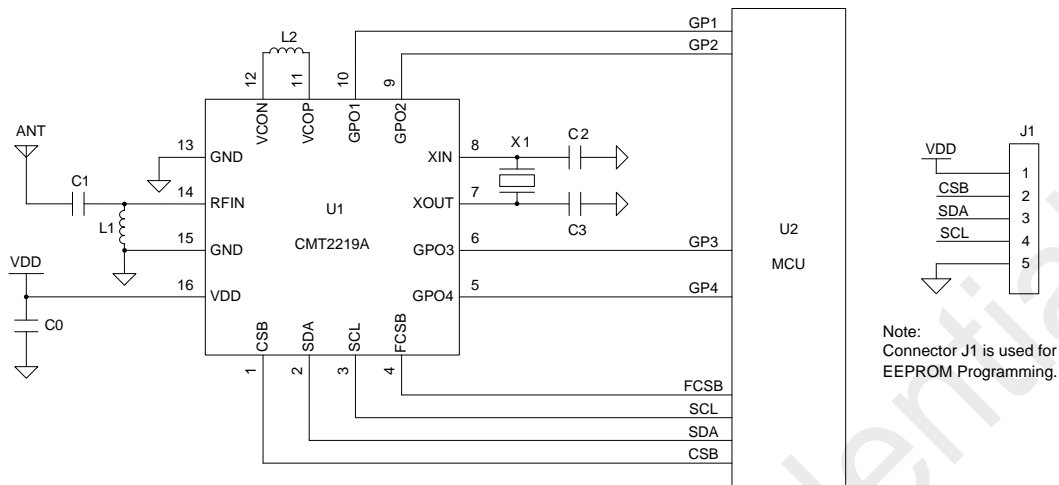 GP1
GP2
L2
12
11
10
9
VCON
VCOP
GPO1
GPO2
ANT
C1
L1
13
GND
14
RFIN
15
GND
16
VDD
VDD
C0
U1
CMT2219A
XIN
8
XOUT
7
GPO3
6
GPO4
5
X1
C2
C3
GP3
GP4
CSB
SDA
SCL
FCSB
1
2
3
4
FCSB
SCL
SDA
CSB
U2
MCU
J1
VDD
1
CSB
2
SDA
3
SCL
4
5
Note:
Connector J1 is used for
EEPROM Programming.